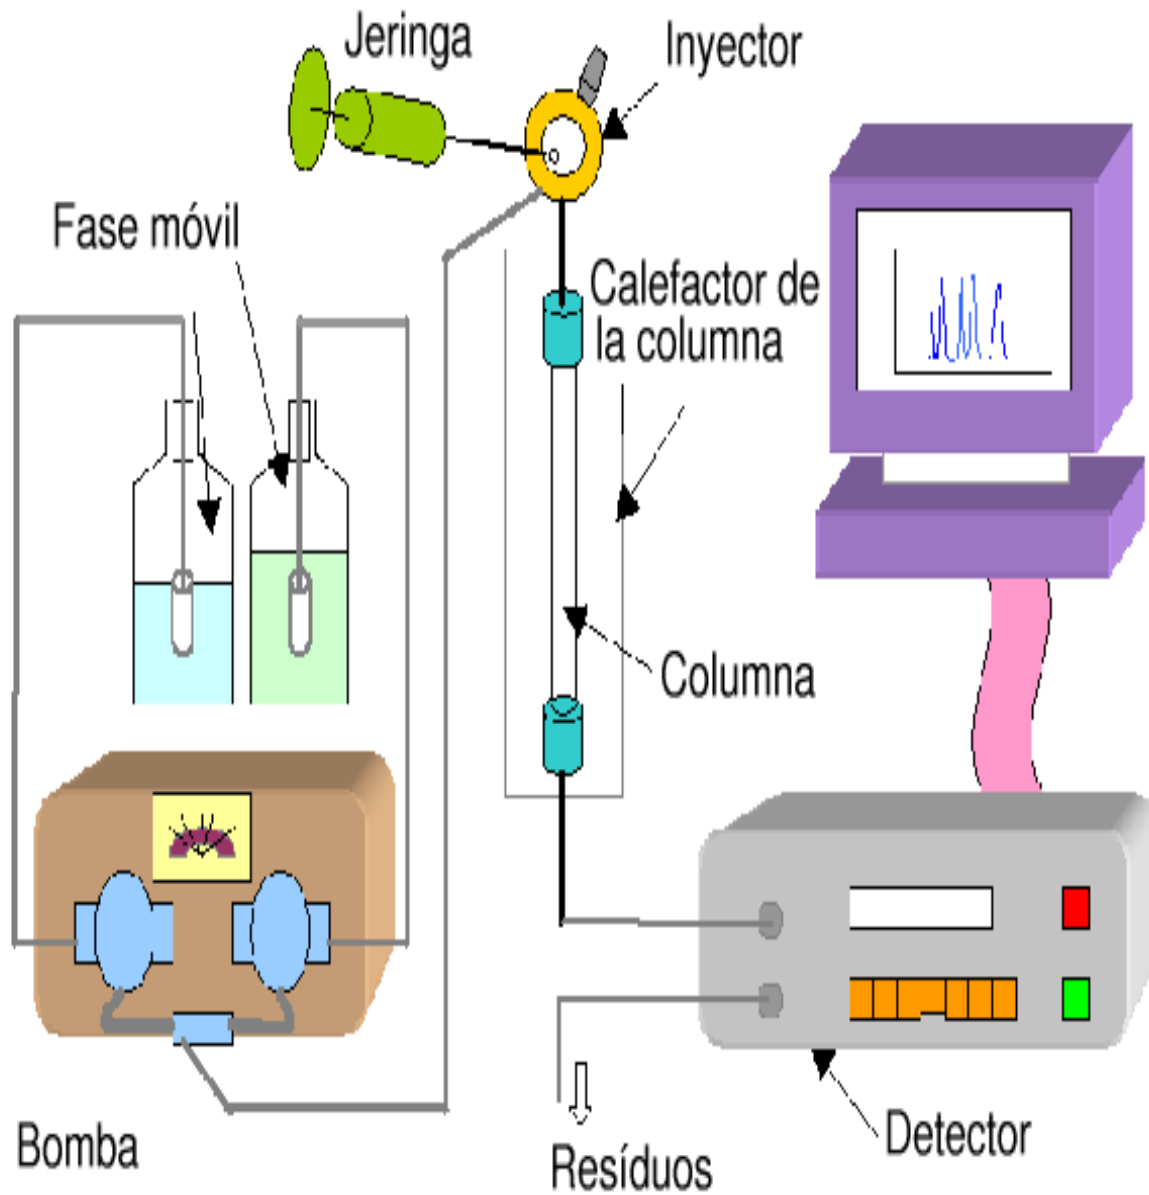 Jeringa
Inyector
Fase móvil
Calefactor de
la columna
Columna
Bomba
Resíduos
Detector